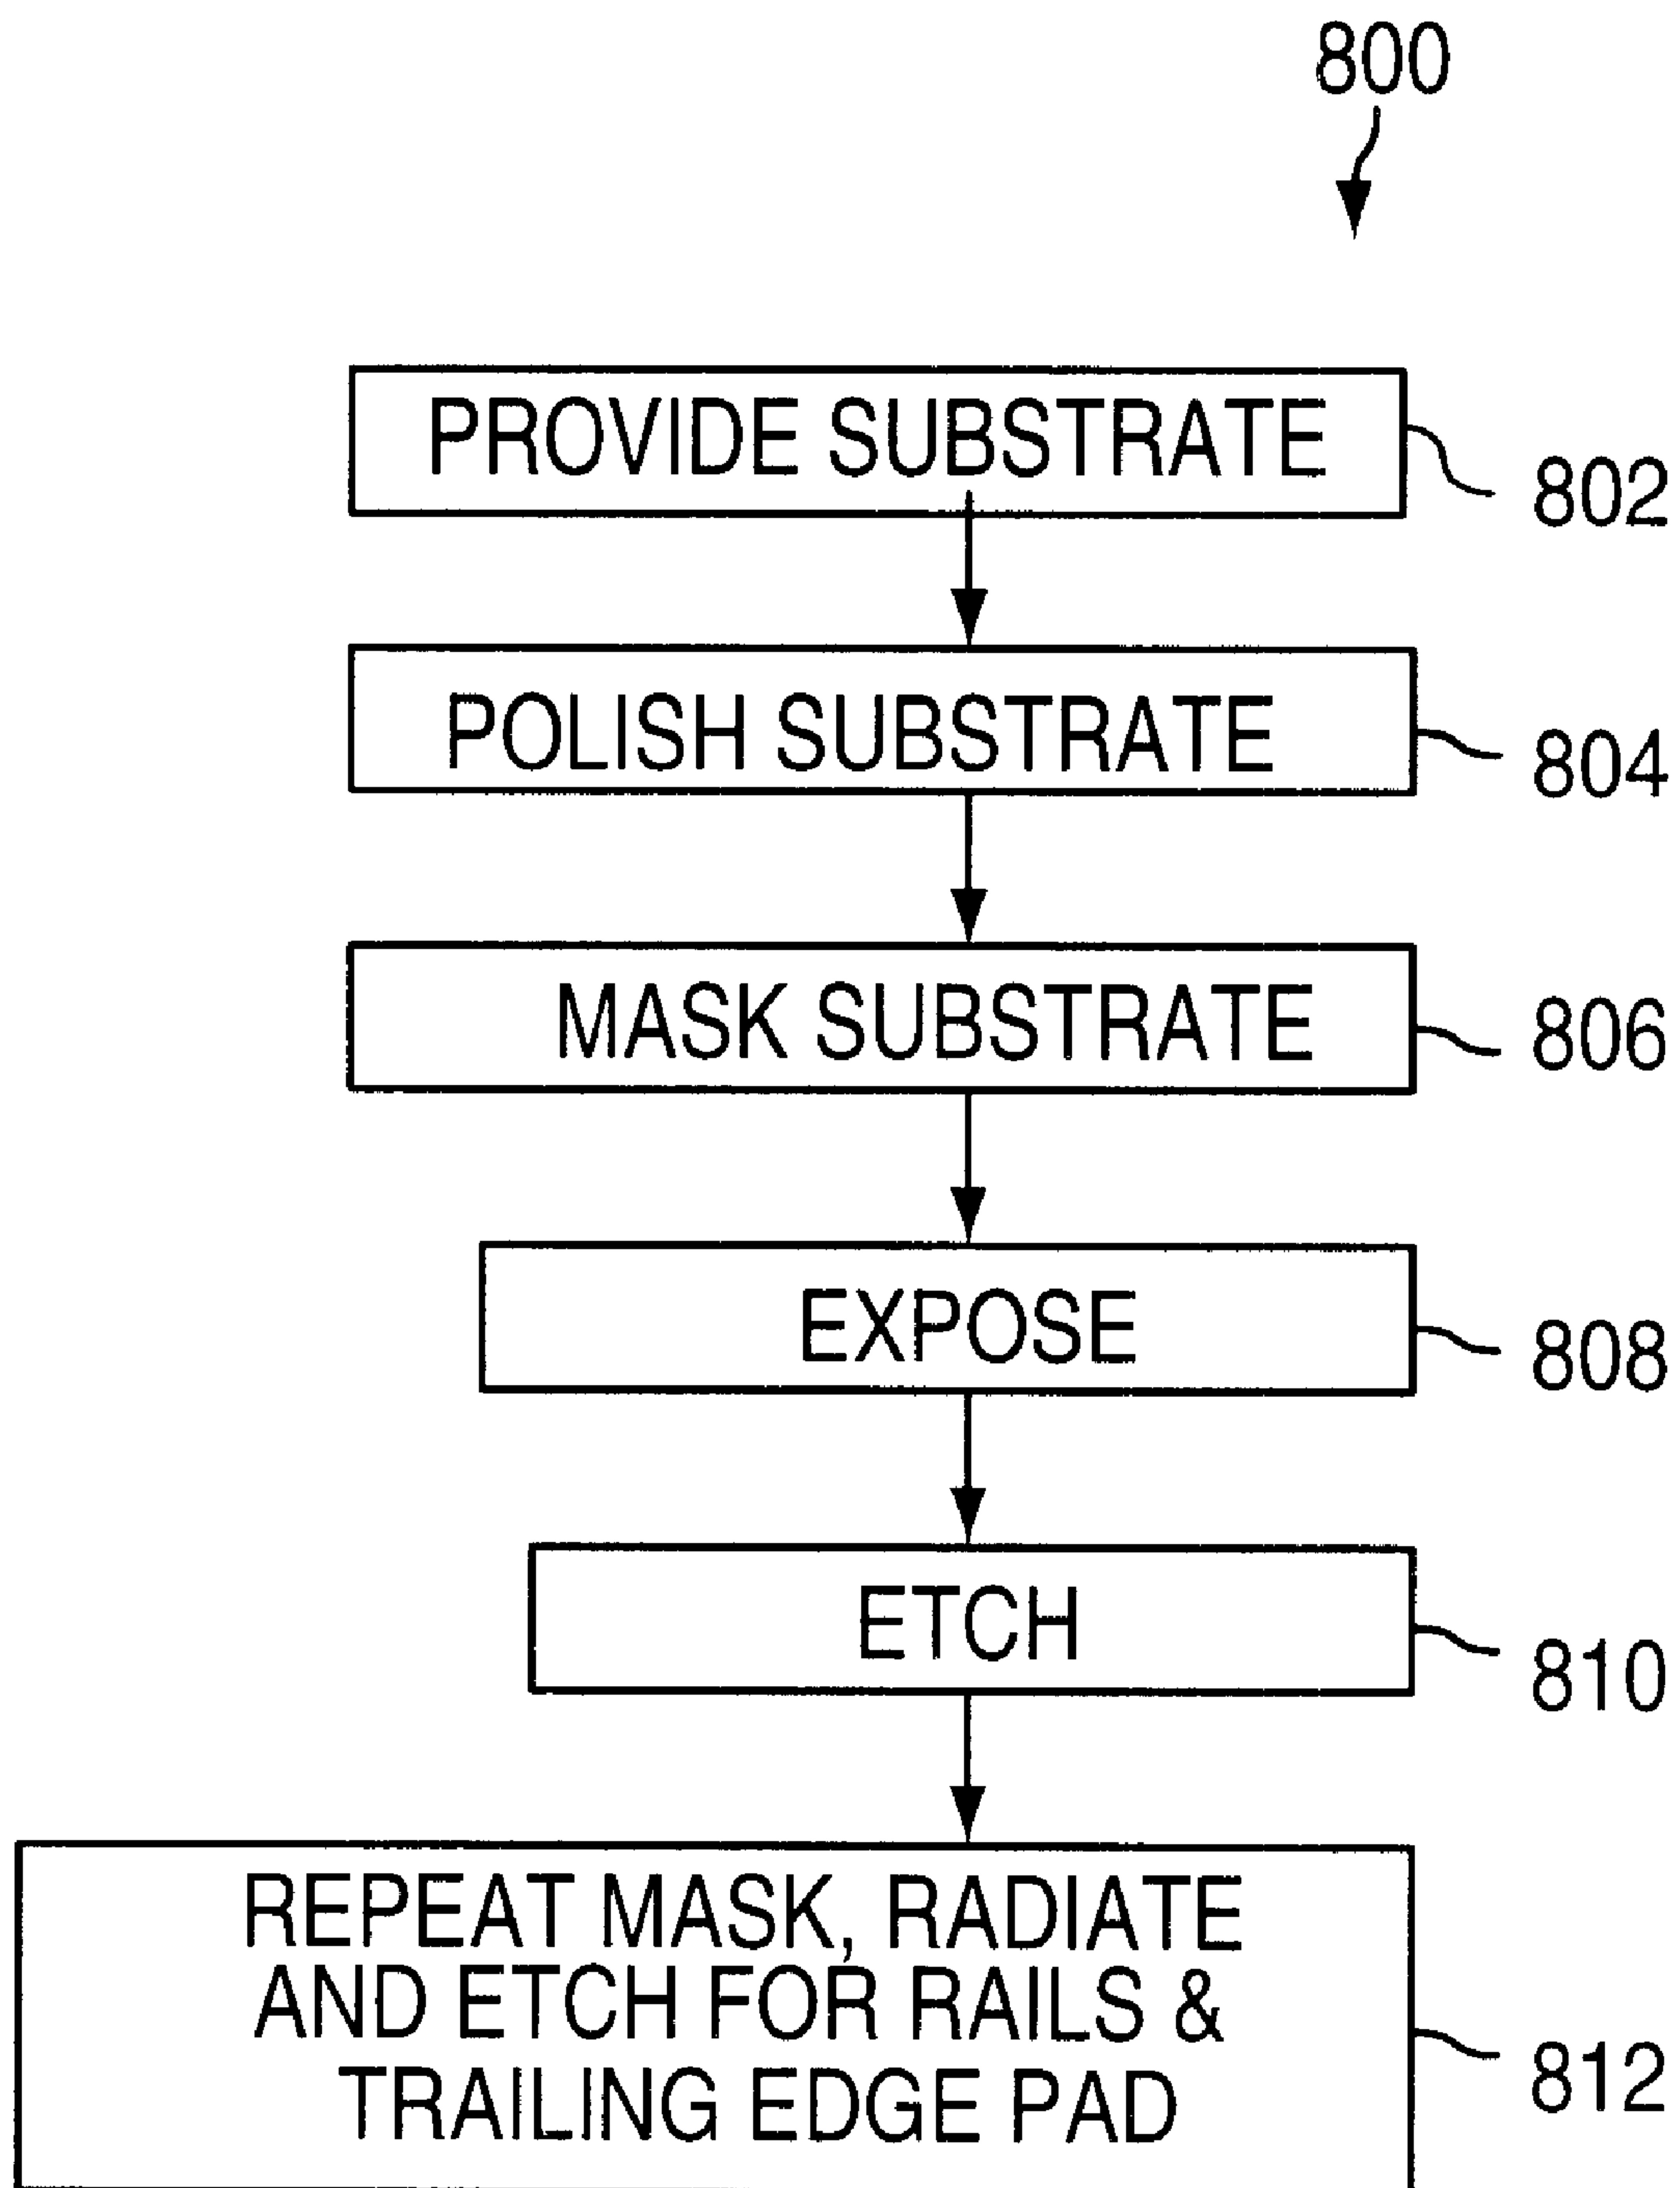 800
PROVIDE SUBSTRATE
802
POLISH SUBSTRATE
804
MASK SUBSTRATE
806
EXPOSE
808
ETCH
810
REPEAT MASK, RADIATE
AND ETCH FOR RAILS &
TRAILING EDGE PAD
812